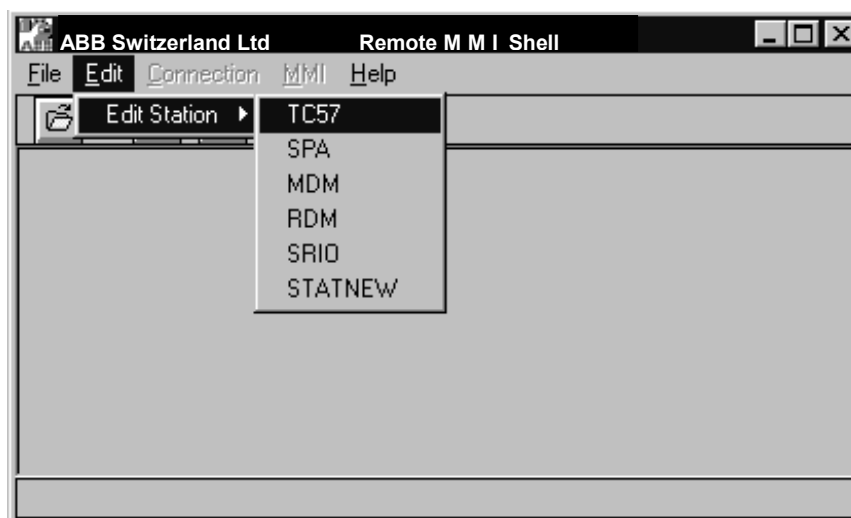 ABB Switzerland Ltd Remote M M I Shell
File Edit Connection MMI Help
Edit Station
TC57
SPA
MDM
RDM
SRIO
STATNEW